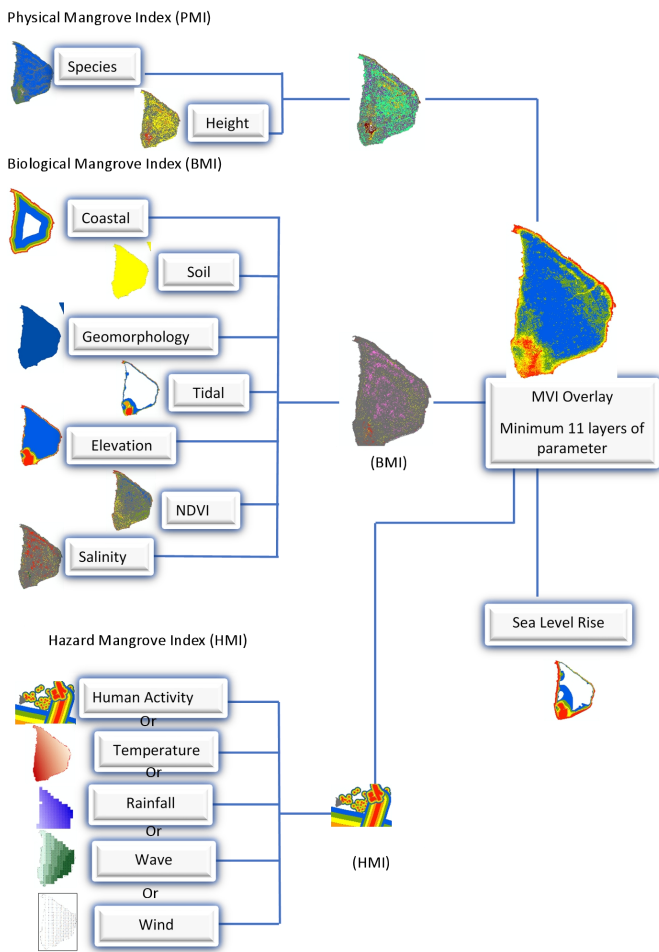 Physical Mangrove Index (PMI)
Species
Height
Biological Mangrove Index (BMI)
Coastal
Soil
Geomorphology
Tidal
Elevation
NDVI
Salinity
(BMI)
MVI Overlay
Minimum 11 layers of
parameter
Sea Level Rise
Hazard Mangrove Index (HMI)
Human Activity
Or
Temperature
Or
Rainfall
Or
Wave
Or
Wind
(HMI)